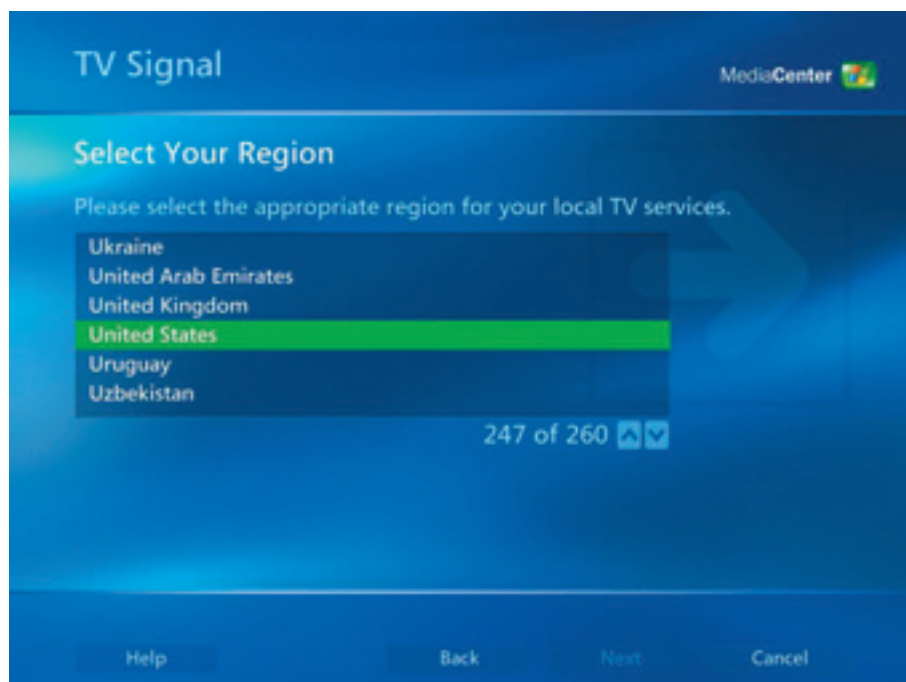 TV Signal
MediaCenter
Select Your Region
Please select the appropriate region for your local TV services.
Ukraine
United Arab Emirates
United Kingdom
United States
Uruguay
Uzbekistan
247 of 260
Help Back Next Cancel